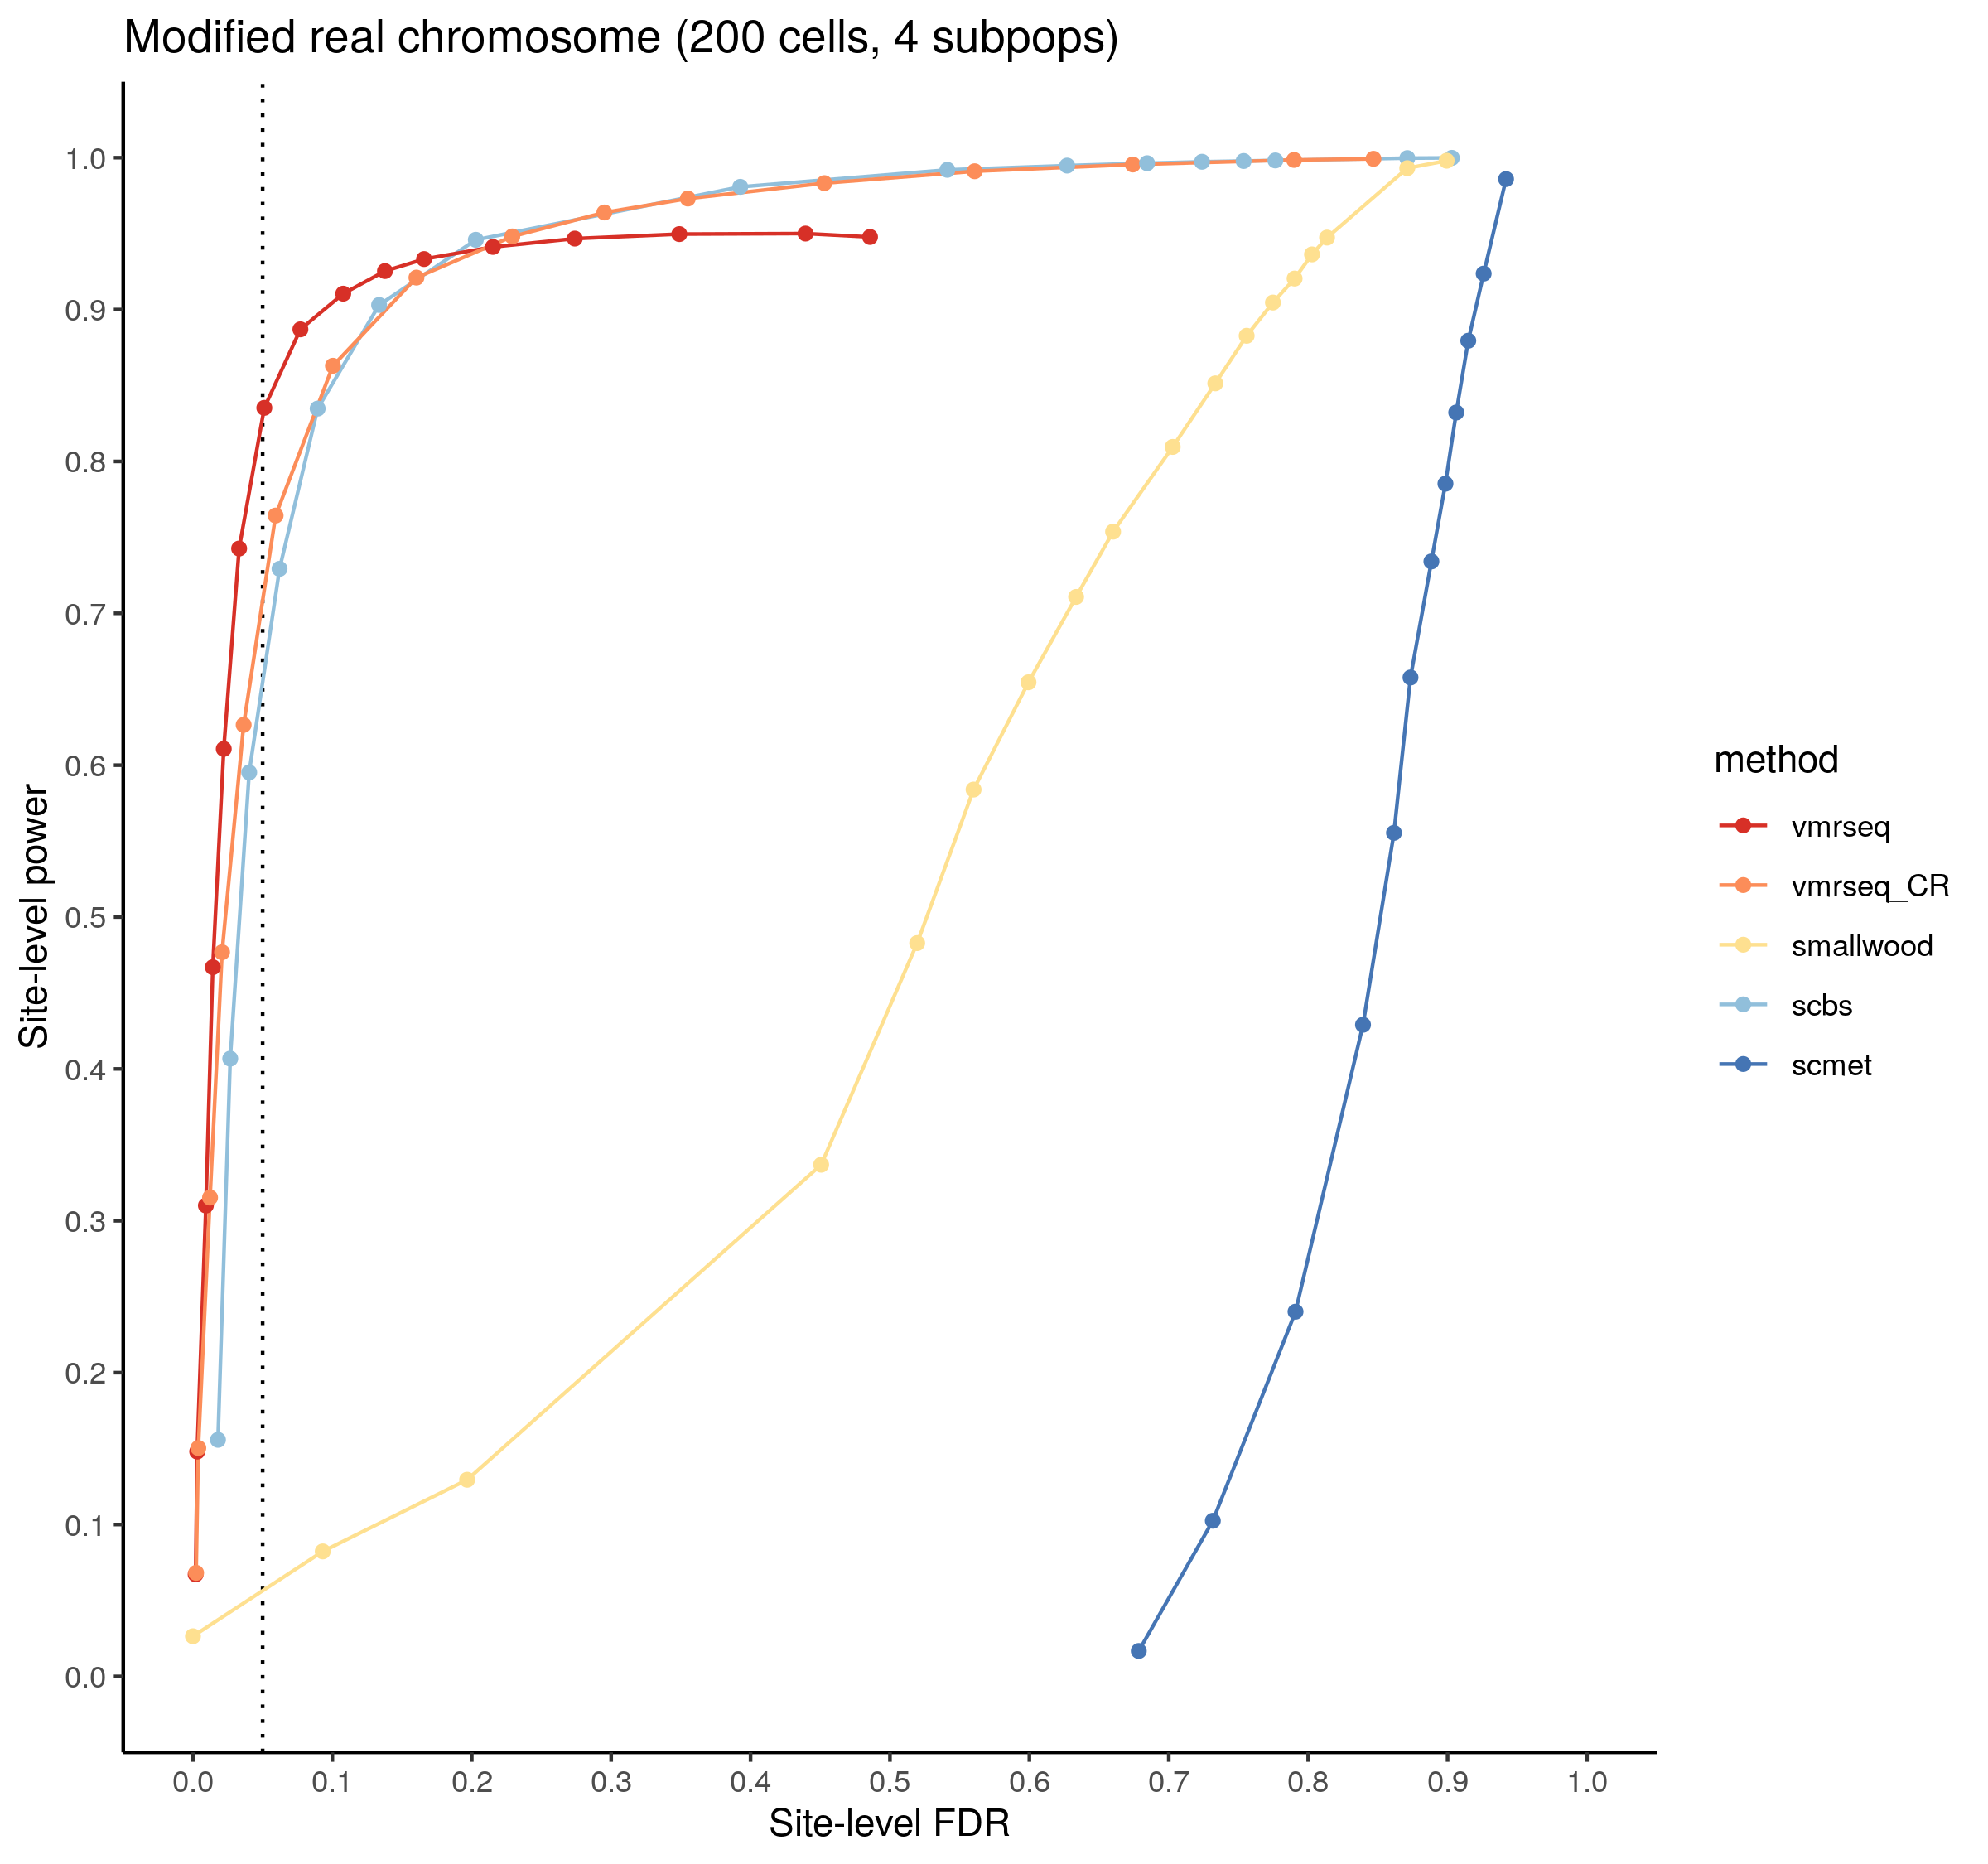 Modified real chromosome (200 cells, 4 subpops)
Site-level power
1.0
0.9
0.8
0.7
0.6
0.5
0.4
0.3
0.2
0.1
0.0
0.0 0.1 0.2 0.3 0.4 0.5 0.6 0.7 0.8 0.9 1.0
Site-level FDR
method
vmrseq
vmrseq_CR
smallwood
scbs
scmet